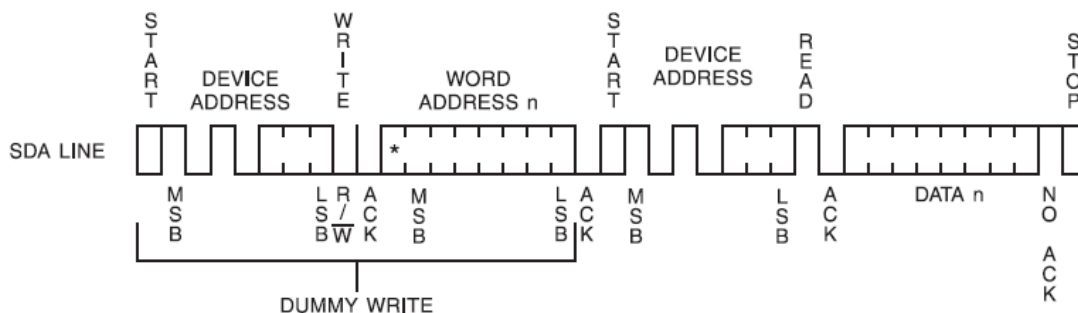 START
WRITE
START
READ
STOP
DEVICE
ADDRESS
WORD
ADDRESS n
DEVICE
ADDRESS
SDA LINE
*
MSB
LSB
R/W
ACK
MSB
LSB
ACK
MSB
LSB
ACK
DATA n
NO ACK
DUMMY WRITE